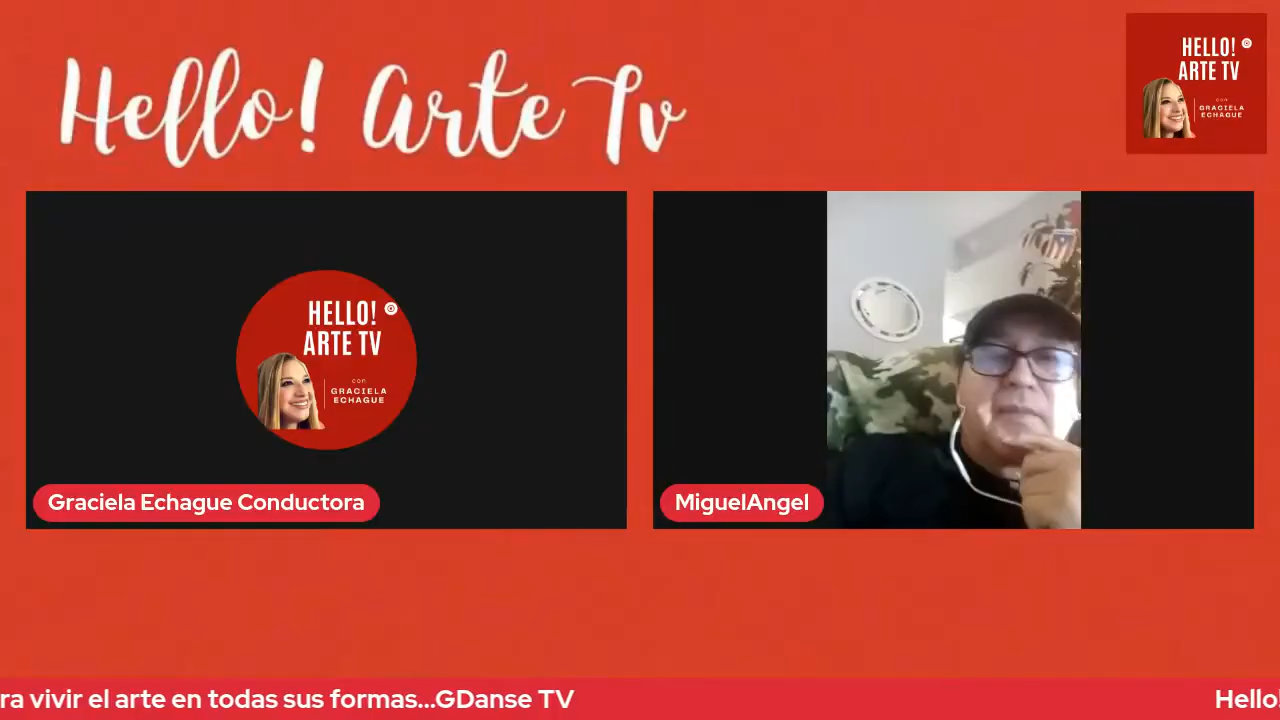 Hello! Arte Tv
HELLO!
ARTE TV
con
GRACIELA
ECHAGUE
HELLO!
ARTE TV
con
GRACIELA
ECHAGUE
Graciela Echague Conductora
MiguelAngel
ra vivir el arte en todas sus formas...GDanse TV
Hello!